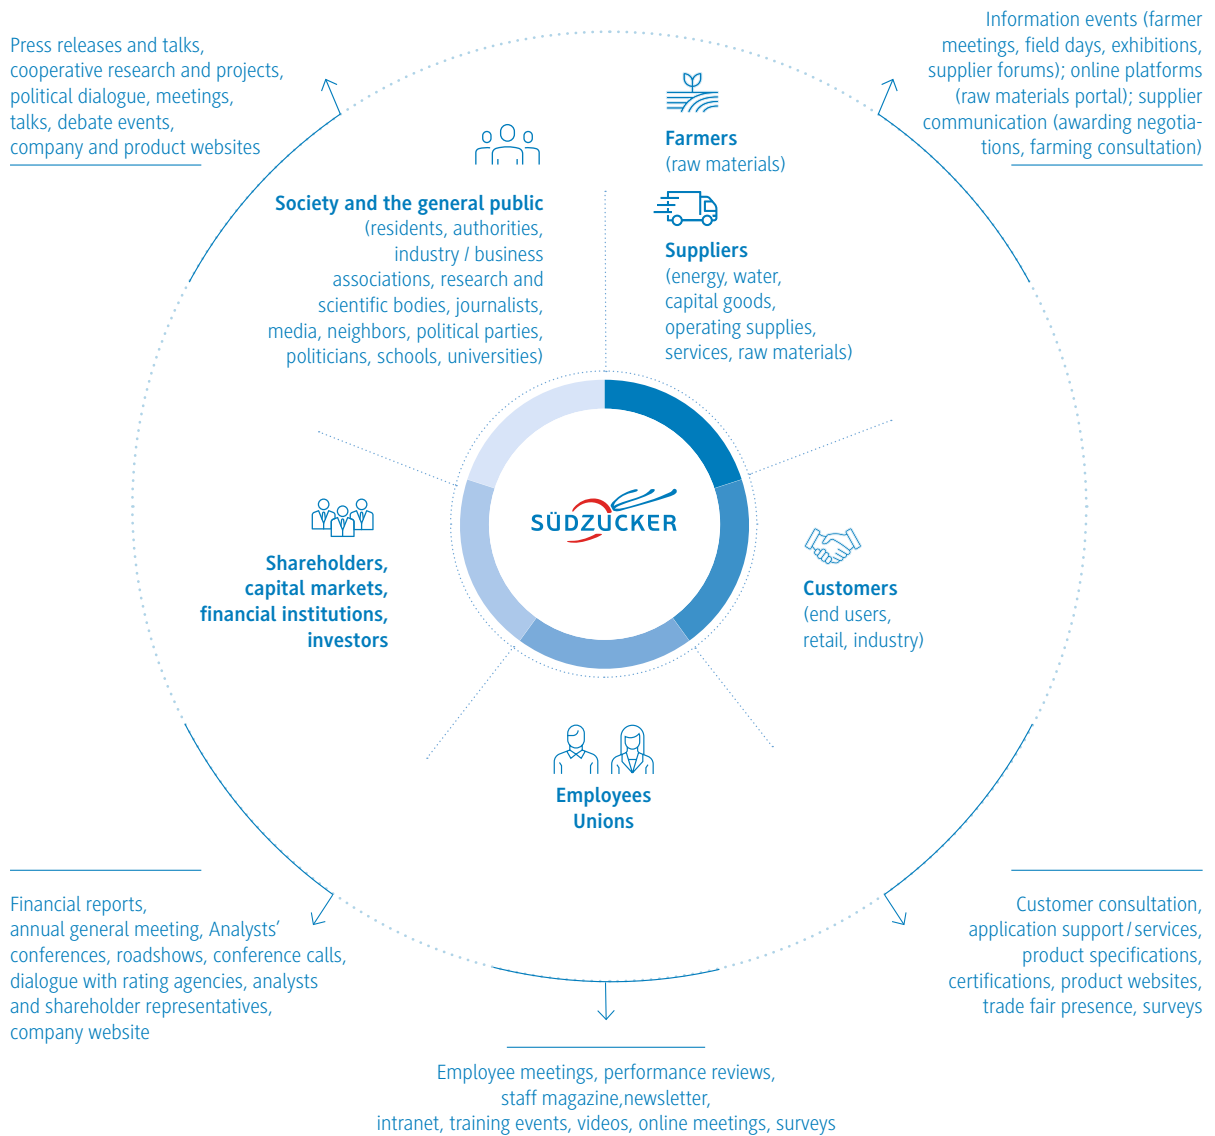 Press releases and talks,
cooperative research and projects,
political dialogue, meetings,
talks, debate events,
company and product websites
Information events (farmer
meetings, field days, exhibitions,
supplier forums); online platforms
(raw materials portal); supplier
communication (awarding negotia-
tions, farming consultation)
Society and the general public
(residents, authorities,
industry / business
associations, research and
scientific bodies, journalists,
media, neighbors, political parties,
politicians, schools, universities)
Farmers
(raw materials)
Suppliers
(energy, water,
capital goods,
operating supplies,
services, raw materials)
SÜDZUCKER
Shareholders,
capital markets,
financial institutions,
investors
Customers
(end users,
retail, industry)
Employees
Unions
Financial reports,
annual general meeting, Analysts’
conferences, roadshows, conference calls,
dialogue with rating agencies, analysts
and shareholder representatives,
company website
Customer consultation,
application support / services,
product specifications,
certifications, product websites,
trade fair presence, surveys
Employee meetings, performance reviews,
staff magazine,newsletter,
intranet, training events, videos, online meetings, surveys